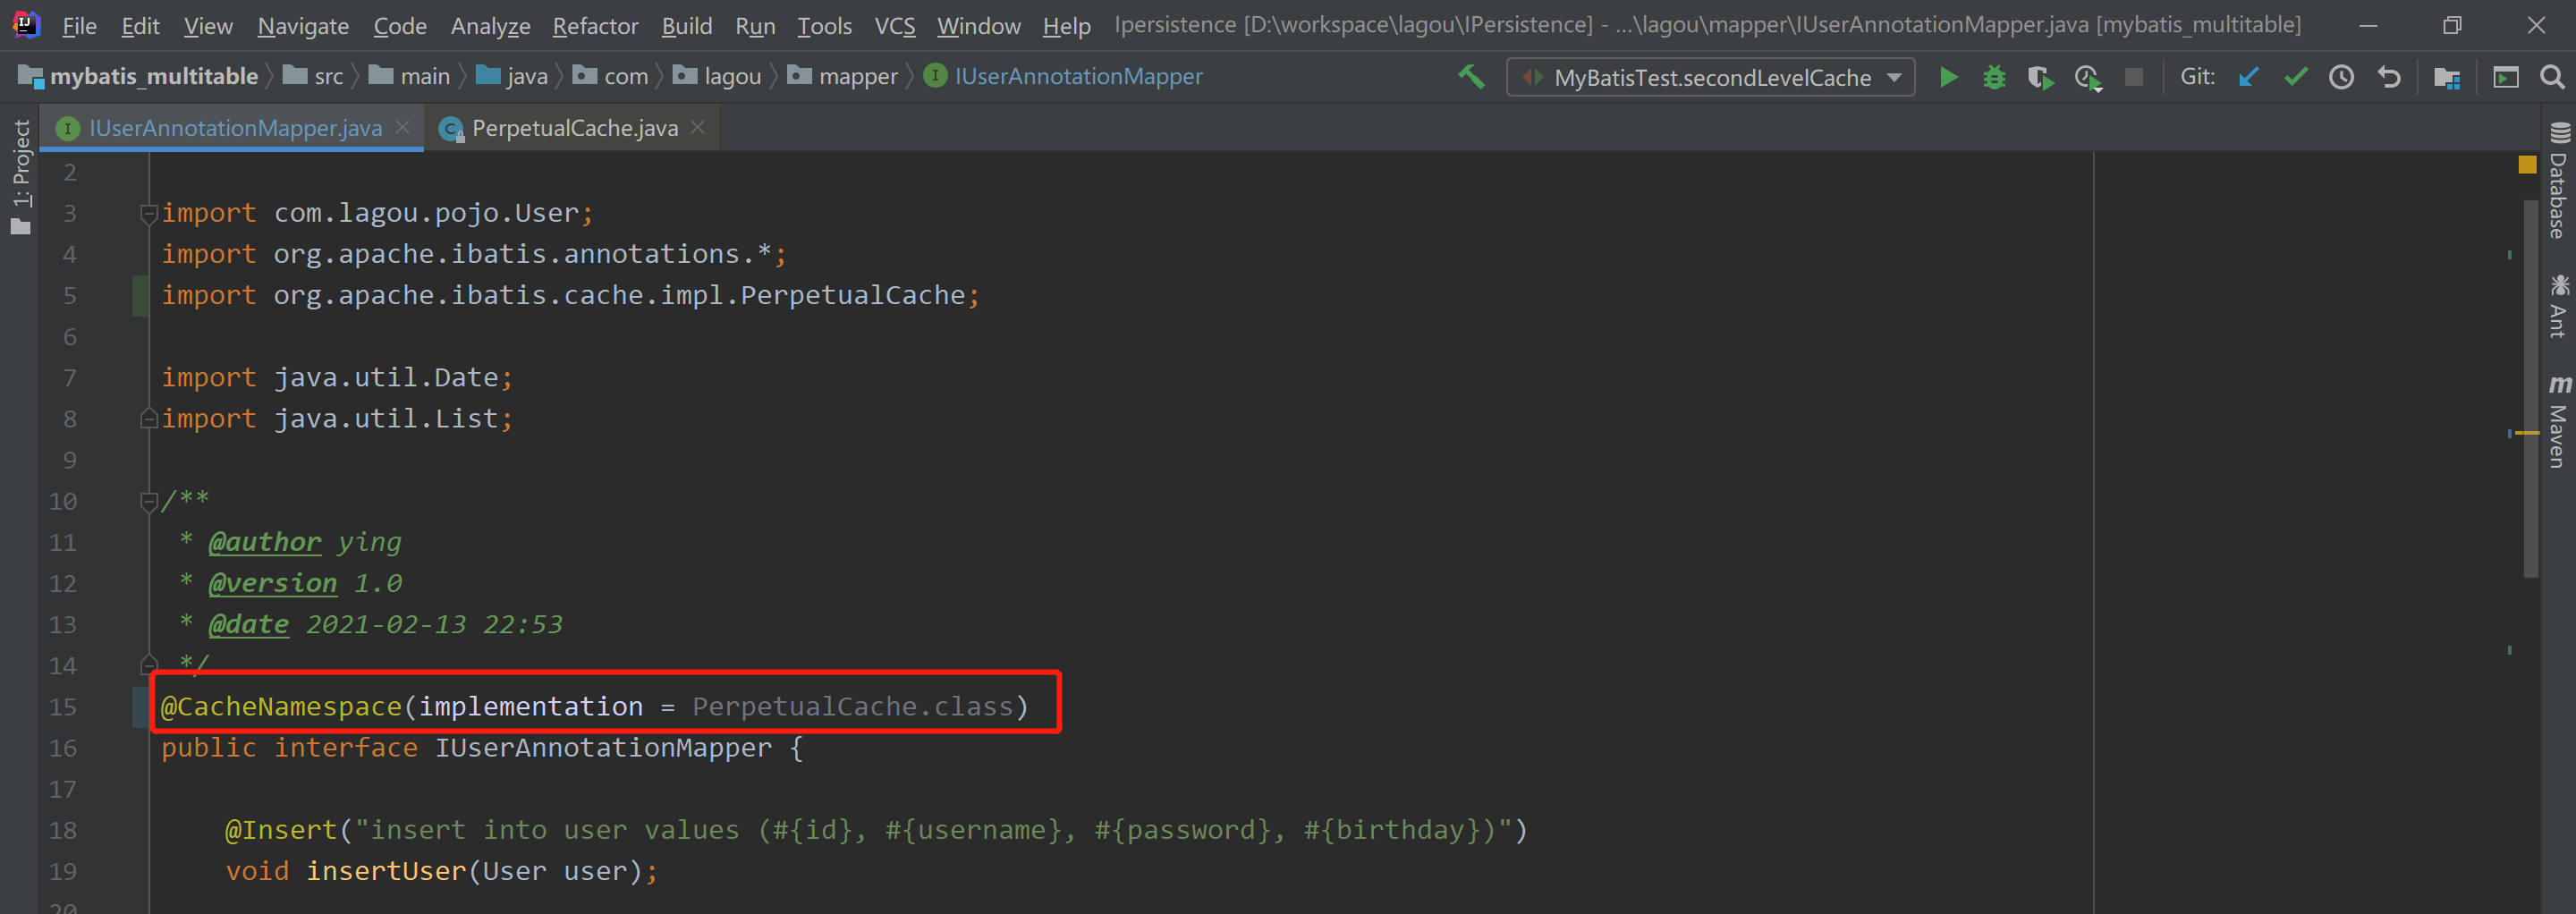 File Edit View Navigate Code Analyze Refactor Build Run Tools VCS Window Help Ipersistence [D:\workspace\lagou\IPersistence] - ...\lagou\mapper\IUserAnnotationMapper.java [mybatis_multitable]
mybatis_multitable src main java com lagou mapper I IUserAnnotationMapper MyBatisTest.secondLevelCache Git:
I IUserAnnotationMapper.java C PerpetualCache.java
1: Project
2
3 import com.lagou.pojo.User;
4 import org.apache.ibatis.annotations.*;
5 import org.apache.ibatis.cache.impl.PerpetualCache;
6
7 import java.util.Date;
8 import java.util.List;
9
10 /**
11 * @author ying
12 * @version 1.0
13 * @date 2021-02-13 22:53
14 */
15 @CacheNamespace(implementation = PerpetualCache.class)
16 public interface IUserAnnotationMapper {
17
18 @Insert("insert into user values (#{id}, #{username}, #{password}, #{birthday})")
19 void insertUser(User user);
20
Database
Ant
m Maven